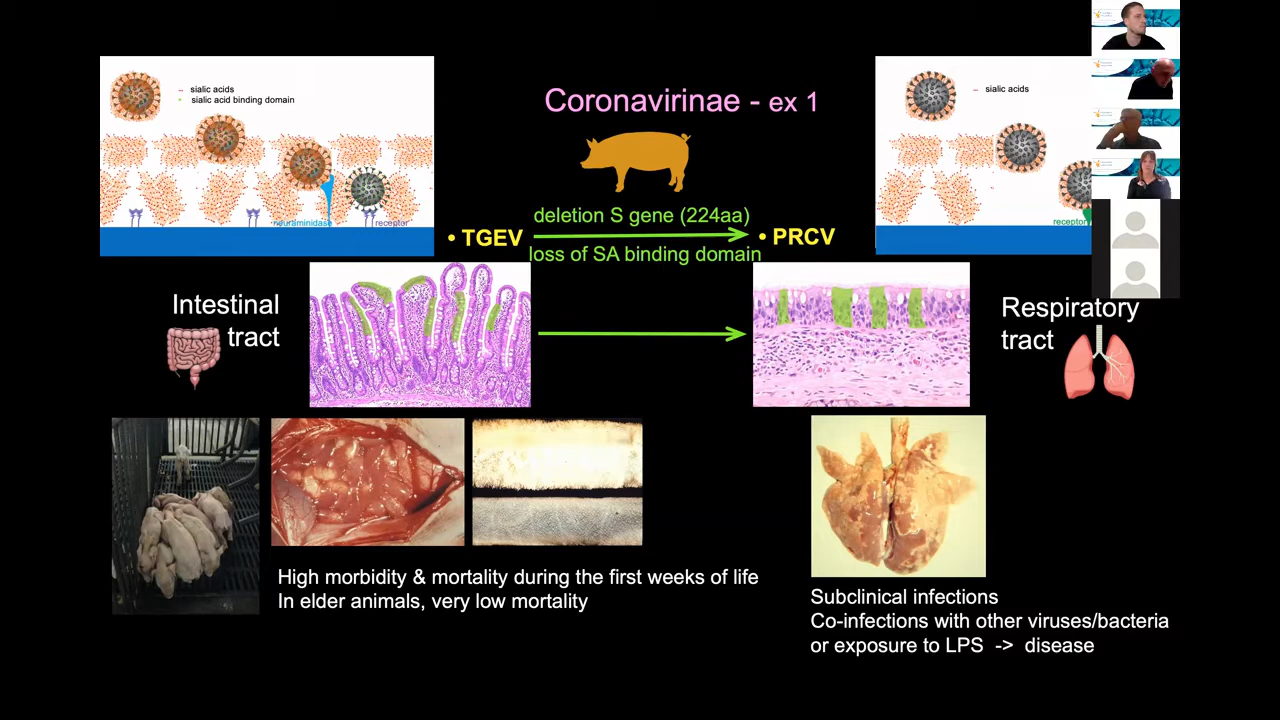 sialic acids
sialic acid binding domain
neuraminidase
receptor
Coronavirinae - ex 1
deletion S gene (224aa)
• TGEV
• PRCV
loss of SA binding domain
sialic acids
receptor
Intestinal
tract
Respiratory
tract
High morbidity & mortality during the first weeks of life
In elder animals, very low mortality
Subclinical infections
Co-infections with other viruses/bacteria
or exposure to LPS -> disease